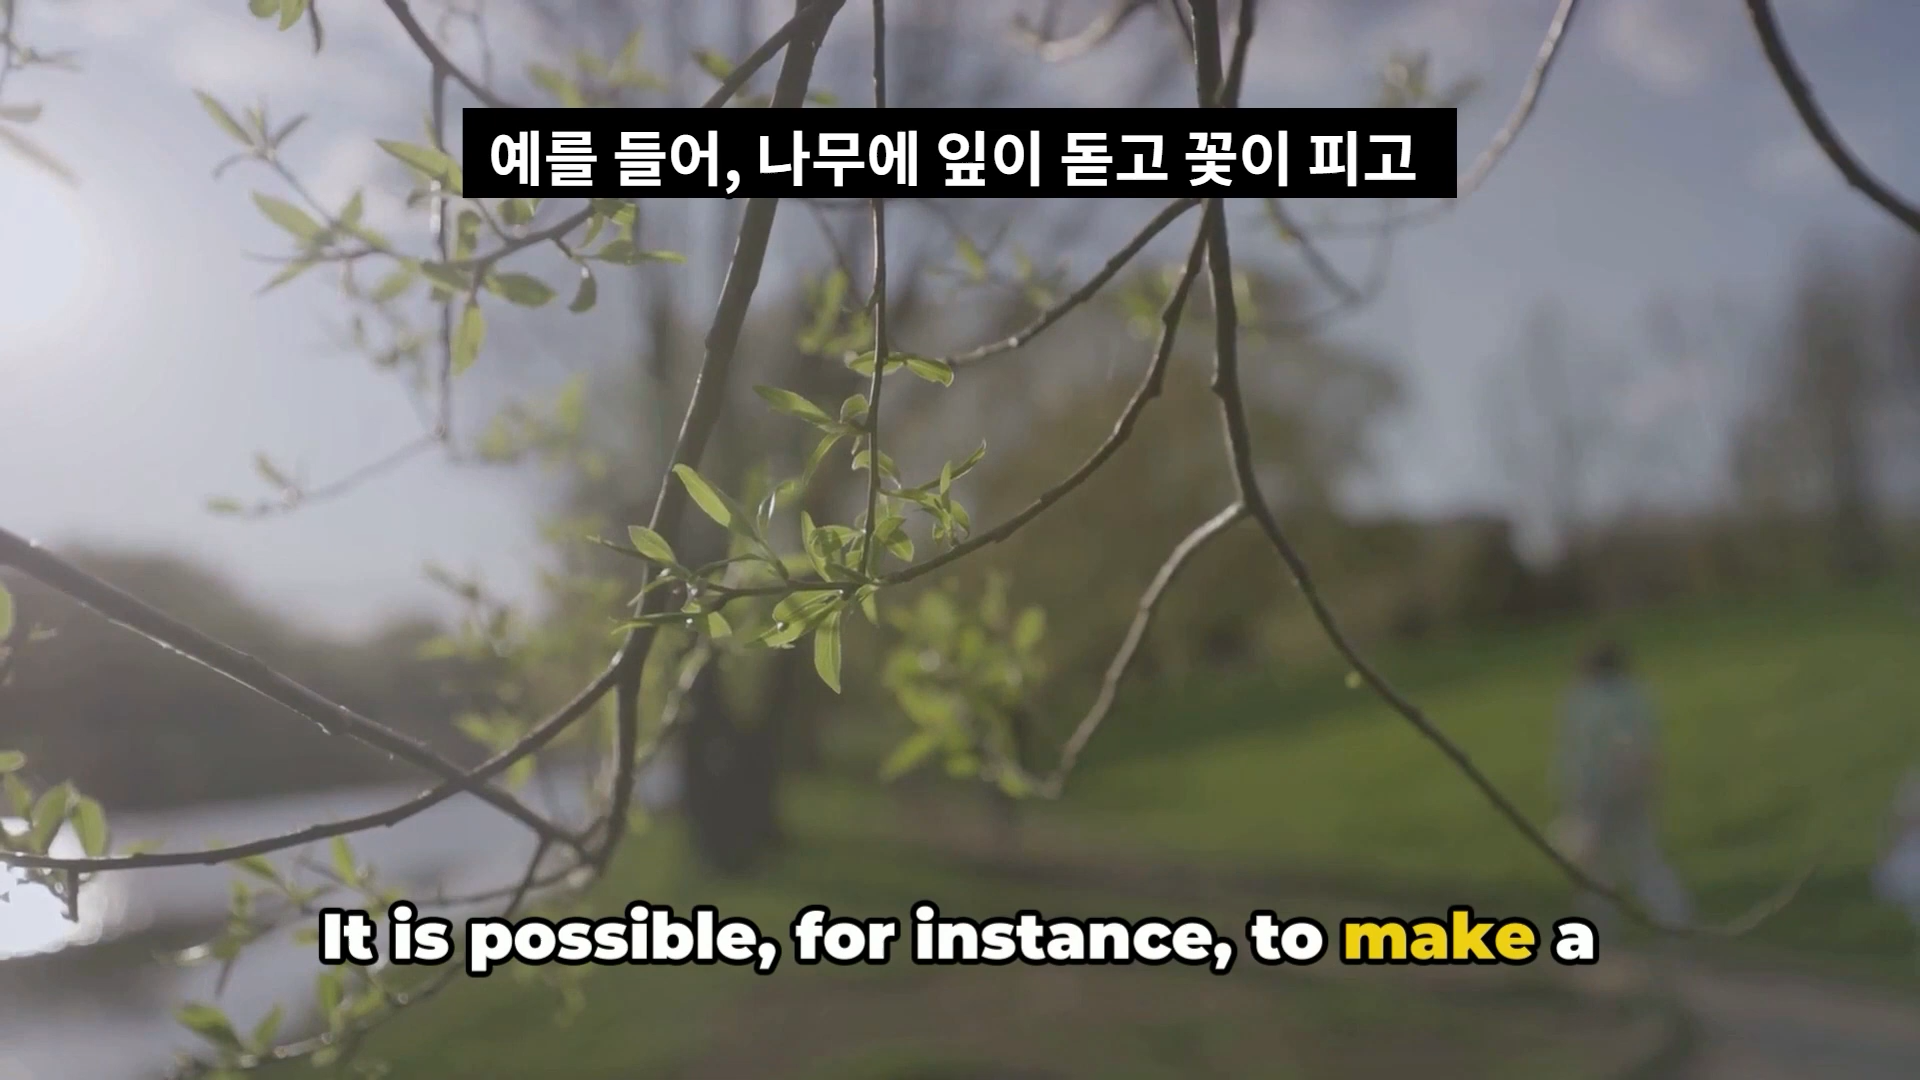 예를 들어, 나무에 잎이 돋고 꽃이 피고
It is possible, for instance, to make a